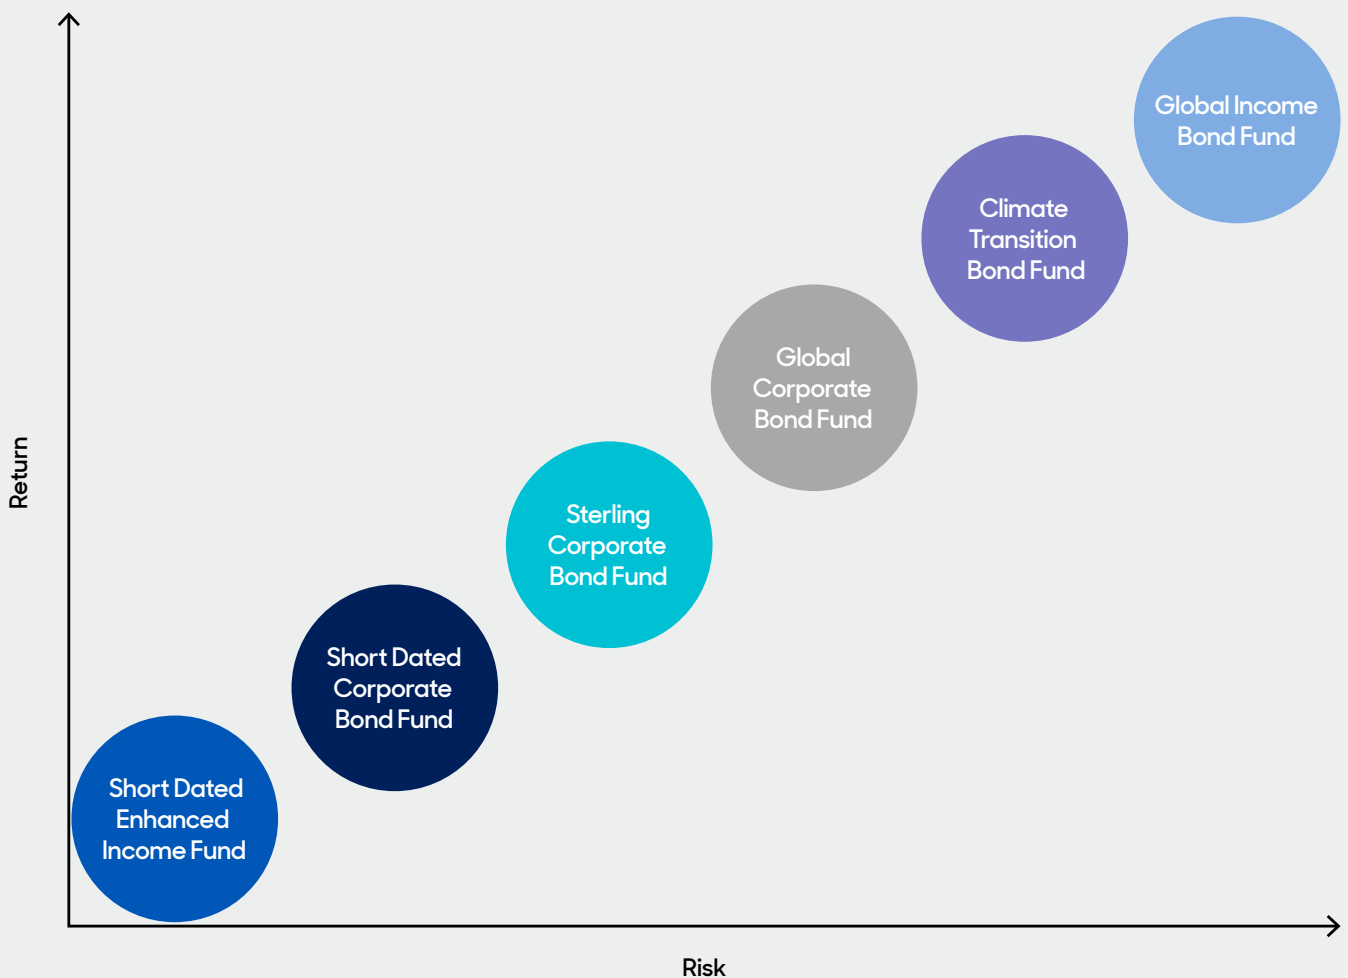 Global Income
Bond Fund
Climate
Transition
Bond Fund
Global
Corporate
Bond Fund
Return
Sterling
Corporate
Bond Fund
Short Dated
Corporate
Bond Fund
Short Dated
Enhanced
Income Fund
Risk